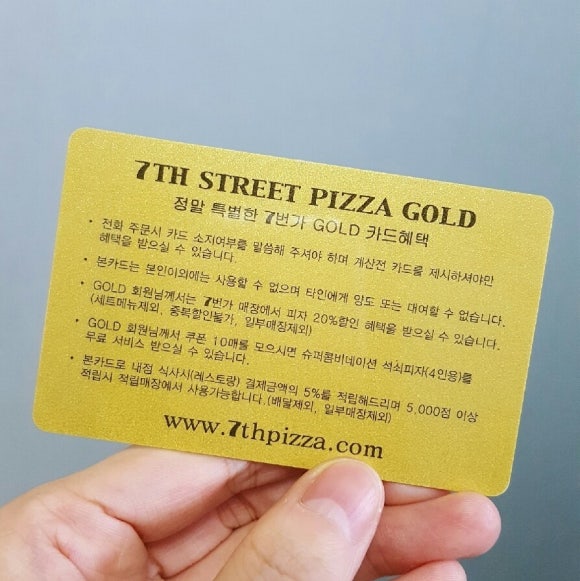 7TH STREET PIZZA GOLD
정말 특별한 7번가 GOLD 카드혜택
• 전화 주문시 카드 소지여부를 말씀해 주셔야 하며 계산전 카드를 제시하셔야만
혜택을 받으실 수 있습니다.
• 본카드는 본인이외에는 사용할 수 없으며 타인에게 양도 또는 대여할 수 없습니다.
• GOLD 회원님께서는 7번가 매장에서 피자 20%할인 혜택을 받으실 수 있습니다.
(세트메뉴제외, 중복할인불가, 일부매장제외)
• GOLD 회원님께서 쿠폰 10매를 모으시면 슈퍼콤비네이션 석쇠피자(4인용)를
무료 서비스 받으실 수 있습니다.
• 본카드로 내점 식사시(레스토랑) 결제금액의 5%를 적립해드리며 5,000점 이상
적립시 적립매장에서 사용가능합니다.(배달제외, 일부매장제외)
www.7thpizza.com